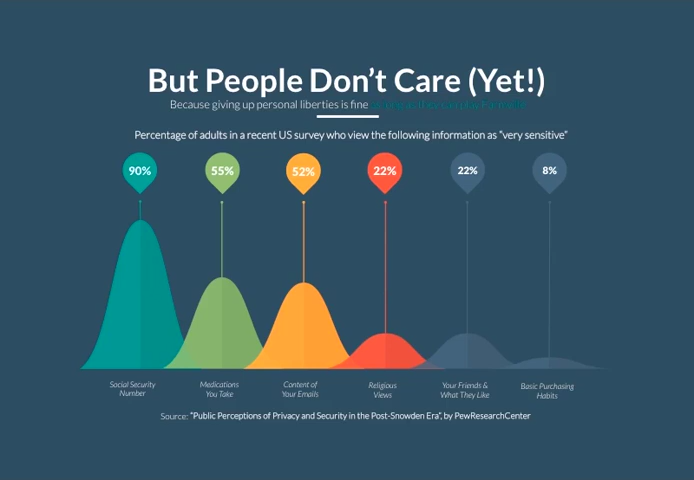 But People Don't Care (Yet!)
Because giving up personal liberties is fine
Percentage of adults in a recent US survey who view the following information as "very sensitive"
90% 55% 52% 22% 22% 8%
Social Security
Number
Medications
You Take
Content of
Your Emails
Religious
Views
Your Friends &
What They Like
Basic Purchasing
Habits
Source: "Public Perceptions of Privacy and Security in the Post-Snowden Era", by PewResearchCenter